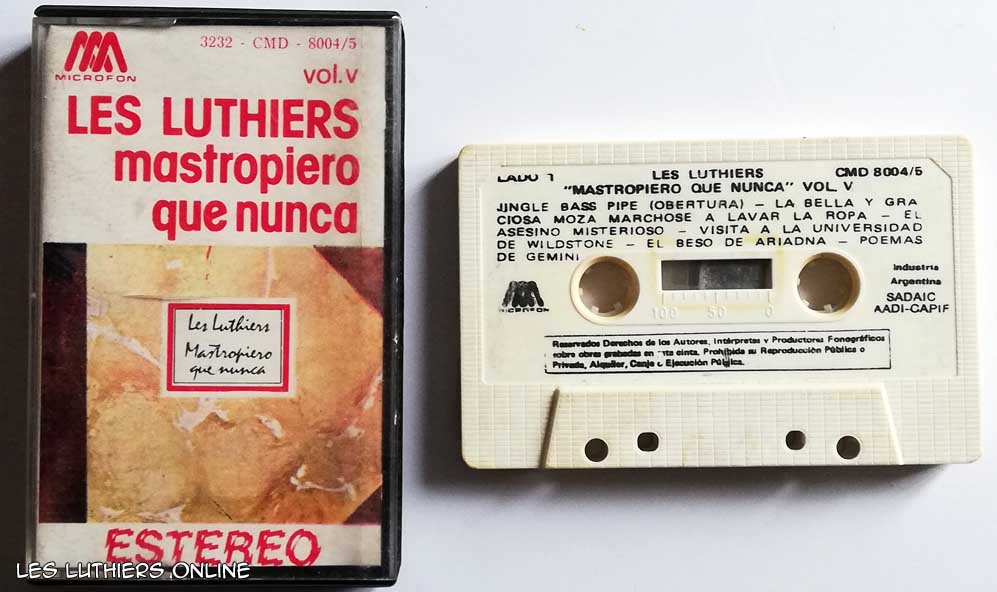 MICROFON
3232 - CMD - 8004/5
vol.v
LES LUTHIERS
mastropiero
que nunca
Les Luthiers
Mastropiero
que nunca
ESTEREO
LADO 1
LES LUTHIERS
CMD 8004/5
"MASTROPIERO QUE NUNCA" VOL. V
JINGLE BASS PIPE (OBERTURA) – LA BELLA Y GRA
CIOSA MOZA MARCHOSE A LAVAR LA ROPA – EL
ASESINO MISTERIOSO – VISITA A LA UNIVERSIDAD
DE WILDSTONE – EL BESO DE ARIADNA – POEMAS
DE GEMINI
MICROFON
100 50 0
Industria
Argentina
SADAIC
AADI-CAPIF
Reservados Derechos de los Autores, Intérpretes y Productores Fonográficos
sobre obras grabadas en esta cinta. Prohibida su Reproducción Pública o
Privada, Alquiler, Canje o Ejecución Pública.
LES LUTHIERS ONLINE